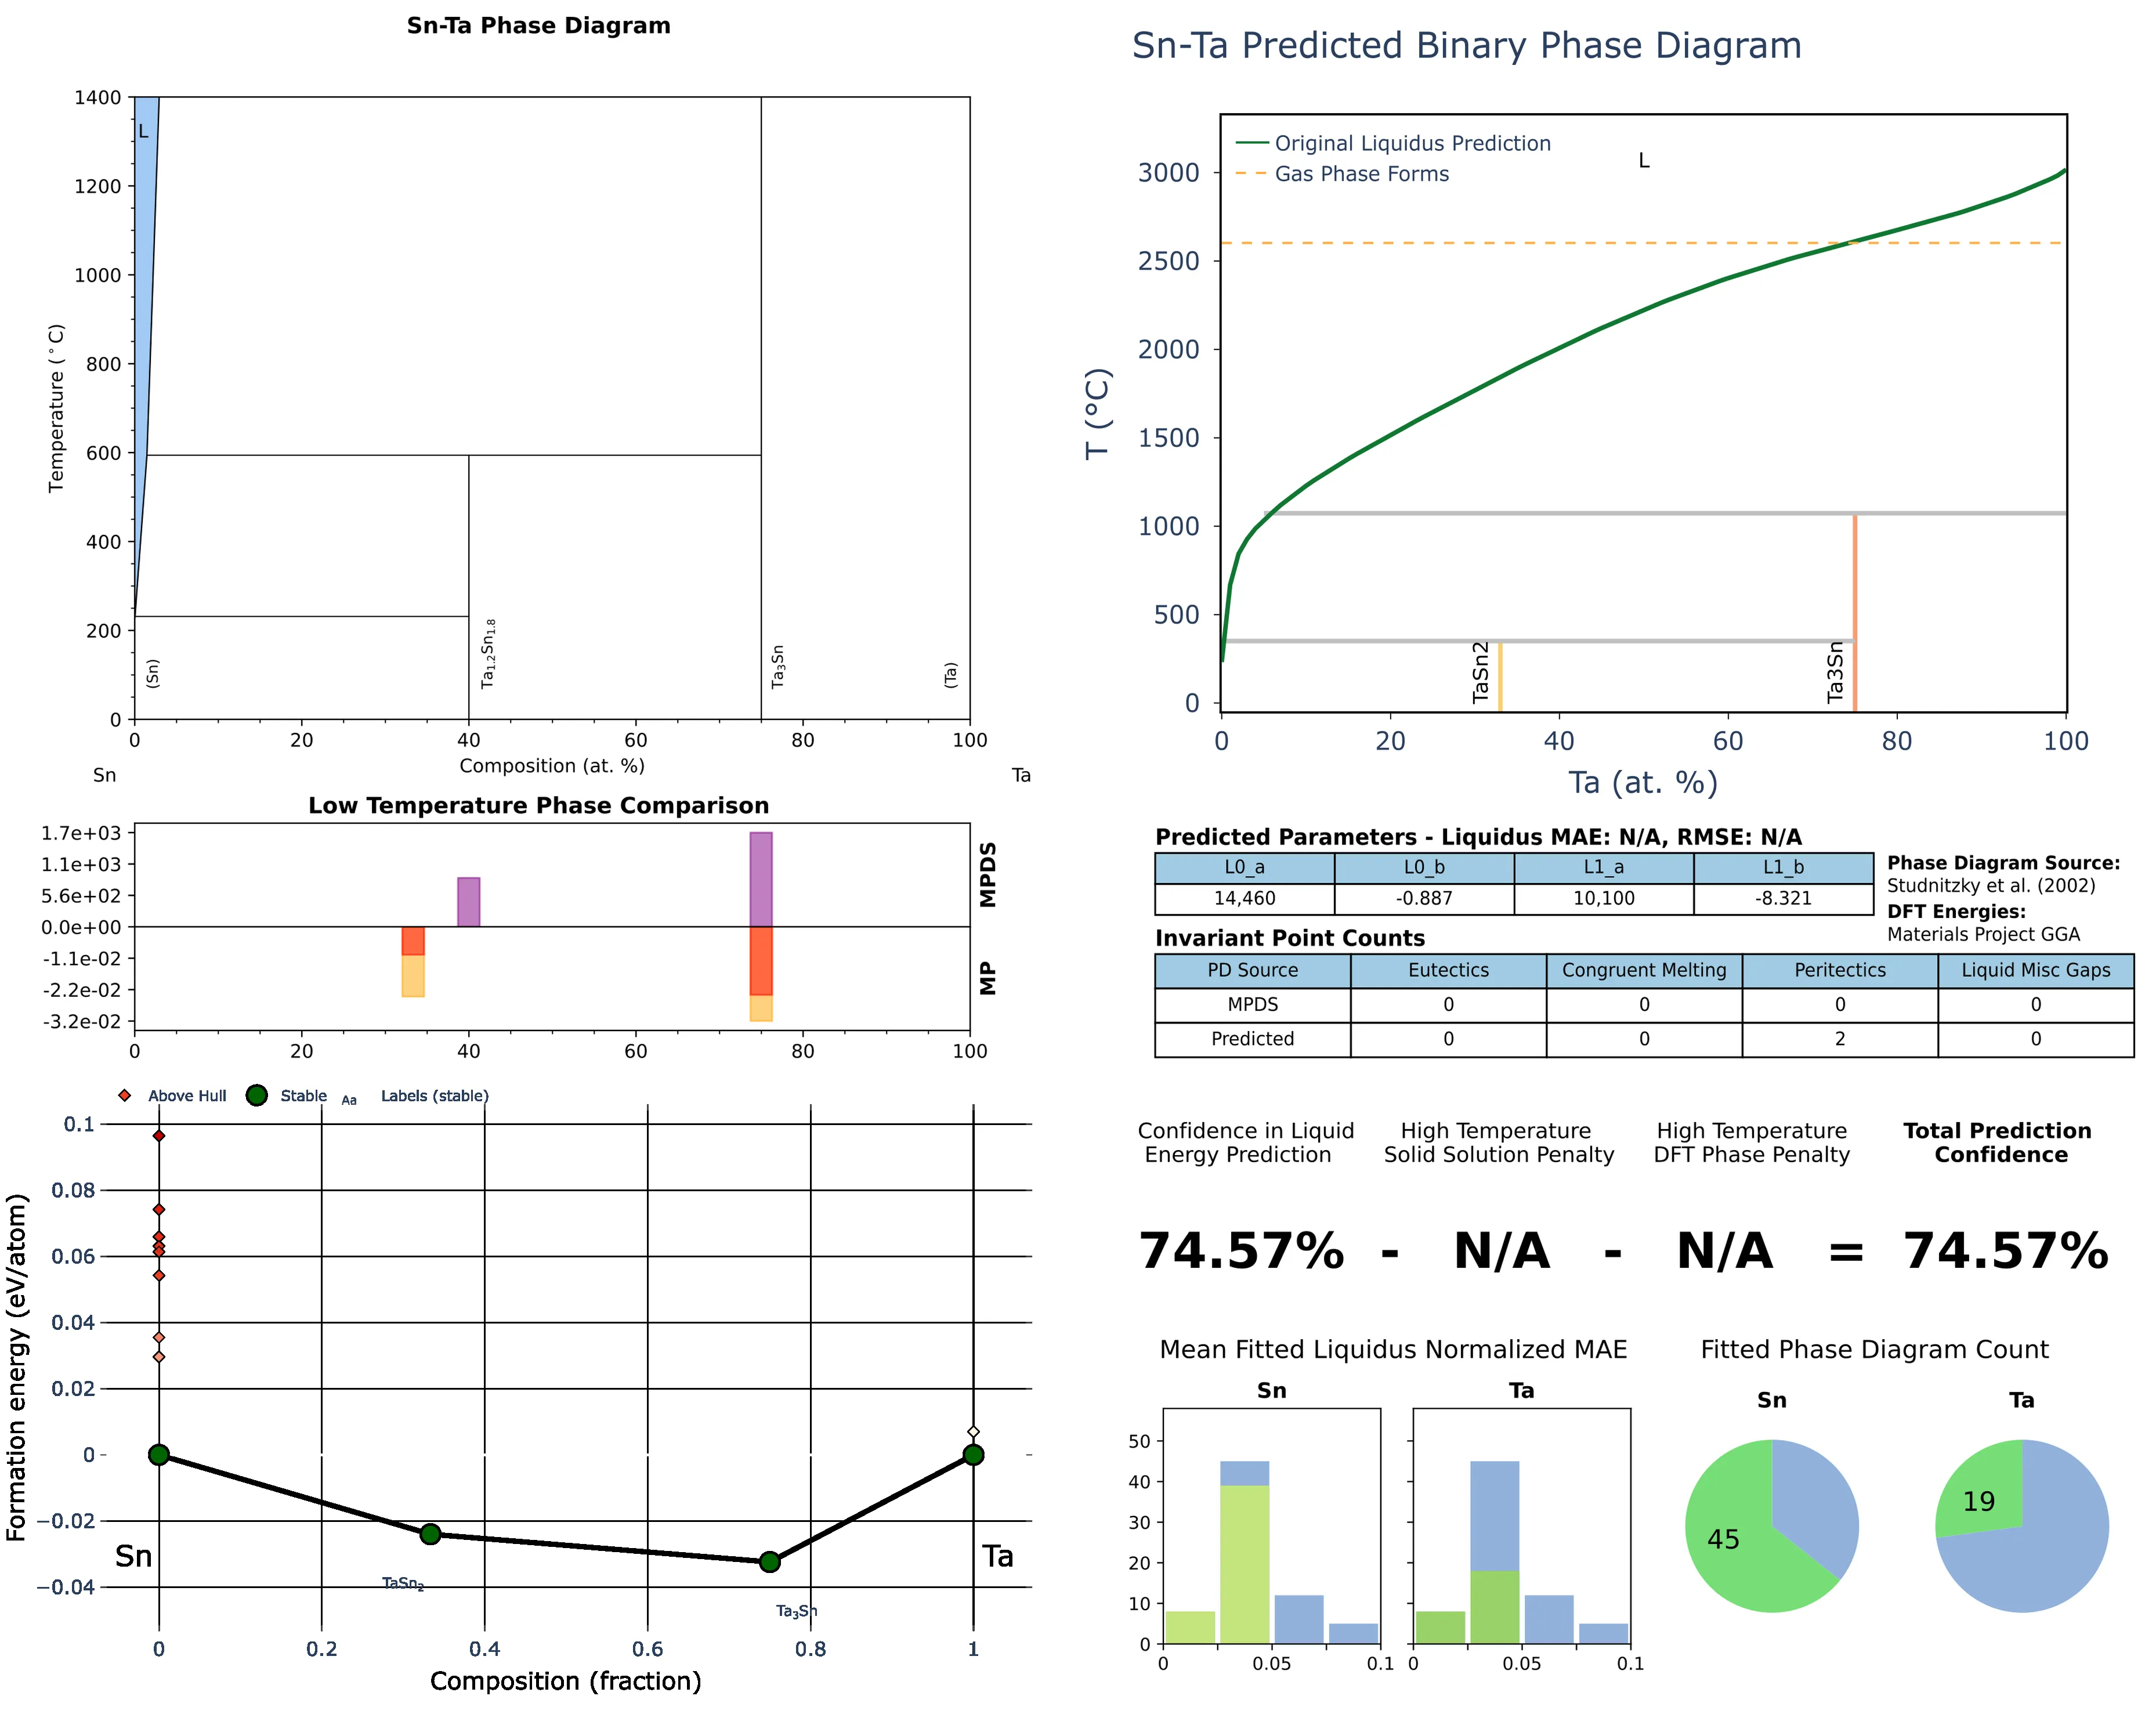 Sn-Ta Phase Diagram
1400
1200
1000
800
600
400
200
0
Temperature (°C)
L
(Sn)
Ta1.2Sn1.8
Ta3Sn
(Ta)
0 20 40 60 80 100
Composition (at. %)
Sn Ta
Low Temperature Phase Comparison
1.7e+03
1.1e+03
5.6e+02
0.0e+00
-1.1e-02
-2.2e-02
-3.2e-02
MPDS
MP
0 20 40 60 80 100
Above Hull Stable Aa Labels (stable)
0.1
0.08
0.06
0.04
0.02
0
−0.02
−0.04
Formation energy (eV/atom)
Sn
Ta
TaSn2
Ta3Sn
0 0.2 0.4 0.6 0.8 1
Composition (fraction)
Sn-Ta Predicted Binary Phase Diagram
Original Liquidus Prediction
Gas Phase Forms
L
3000
2500
2000
1500
1000
500
0
T (°C)
TaSn2
Ta3Sn
0 20 40 60 80 100
Ta (at. %)
Predicted Parameters - Liquidus MAE: N/A, RMSE: N/A
L0_a L0_b L1_a L1_b
14,460 -0.887 10,100 -8.321
Phase Diagram Source:
Studnitzky et al. (2002)
DFT Energies:
Materials Project GGA
Invariant Point Counts
PD Source Eutectics Congruent Melting Peritectics Liquid Misc Gaps
MPDS 0 0 0 0
Predicted 0 0 2 0
Confidence in Liquid
Energy Prediction
High Temperature
Solid Solution Penalty
High Temperature
DFT Phase Penalty
Total Prediction
Confidence
74.57% - N/A - N/A = 74.57%
Mean Fitted Liquidus Normalized MAE
Sn
Ta
50
40
30
20
10
0
0 0.05 0.1
0 0.05 0.1
Fitted Phase Diagram Count
Sn
Ta
45
19